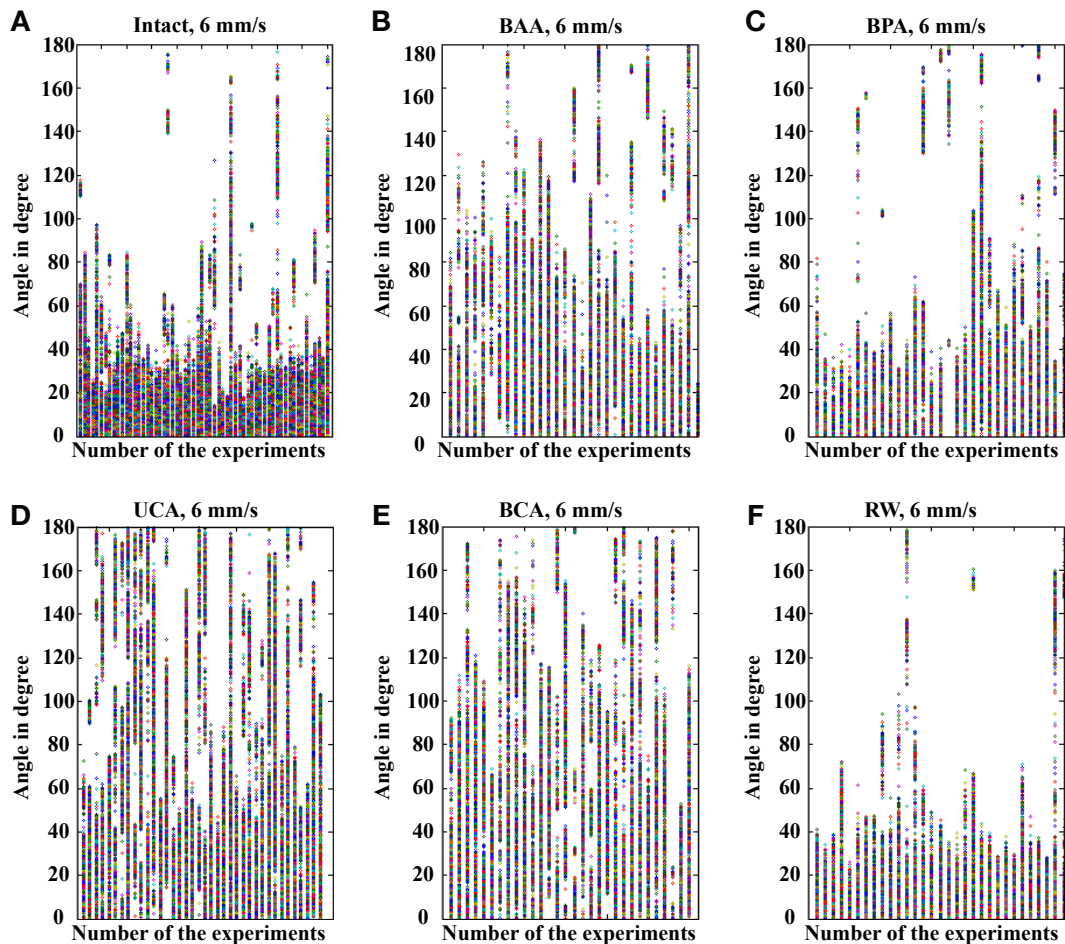 A
Intact, 6 mm/s
180
160
140
120
100
80
60
40
20
0
Angle in degree
Number of the experiments
B
BAA, 6 mm/s
180
160
140
120
100
80
60
40
20
0
Angle in degree
Number of the experiments
C
BPA, 6 mm/s
180
160
140
120
100
80
60
40
20
0
Angle in degree
Number of the experiments
D
UCA, 6 mm/s
180
160
140
120
100
80
60
40
20
0
Angle in degree
Number of the experiments
E
BCA, 6 mm/s
180
160
140
120
100
80
60
40
20
0
Angle in degree
Number of the experiments
F
RW, 6 mm/s
180
160
140
120
100
80
60
40
20
0
Angle in degree
Number of the experiments